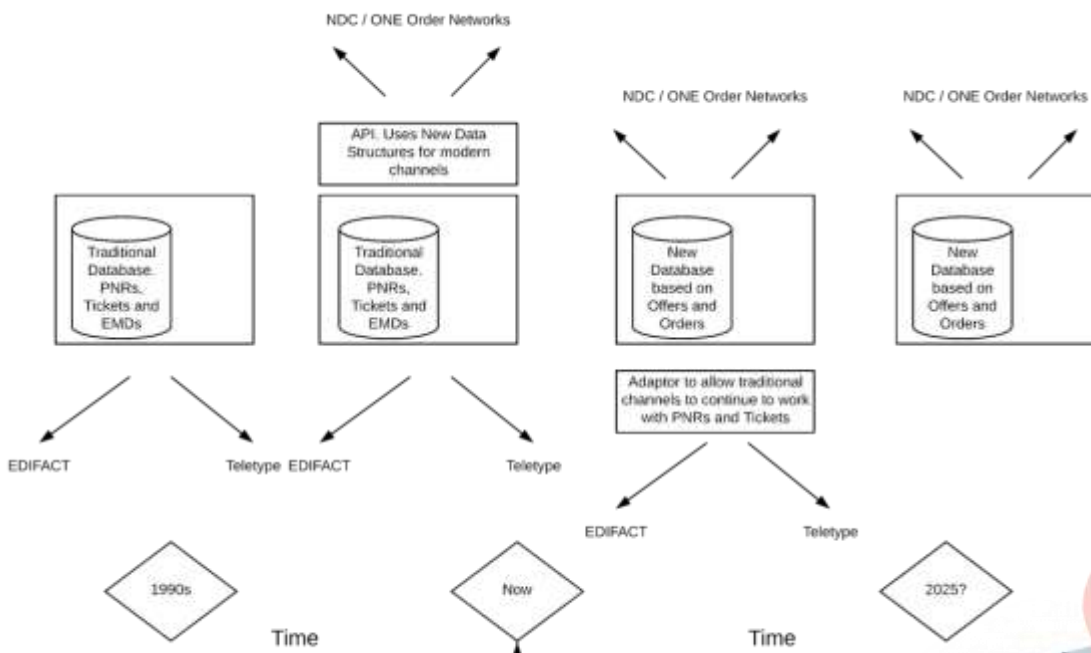 NDC / ONE Order Networks
API. Uses New Data
Structures for modern
channels
NDC / ONE Order Networks
NDC / ONE Order Networks
Traditional
Database.
PNRs,
Tickets and
EMDs
Traditional
Database,
PNRs,
Tickets and
EMDs
New
Database
based on
Offers and
Orders
New
Database
based on
Offers and
Orders
Adaptor to allow traditional
channels to continue to work
with PNRs and Tickets
EDIFACT
Teletype
EDIFACT
Teletype
EDIFACT
Teletype
1990s
Now
2025?
Time
Time